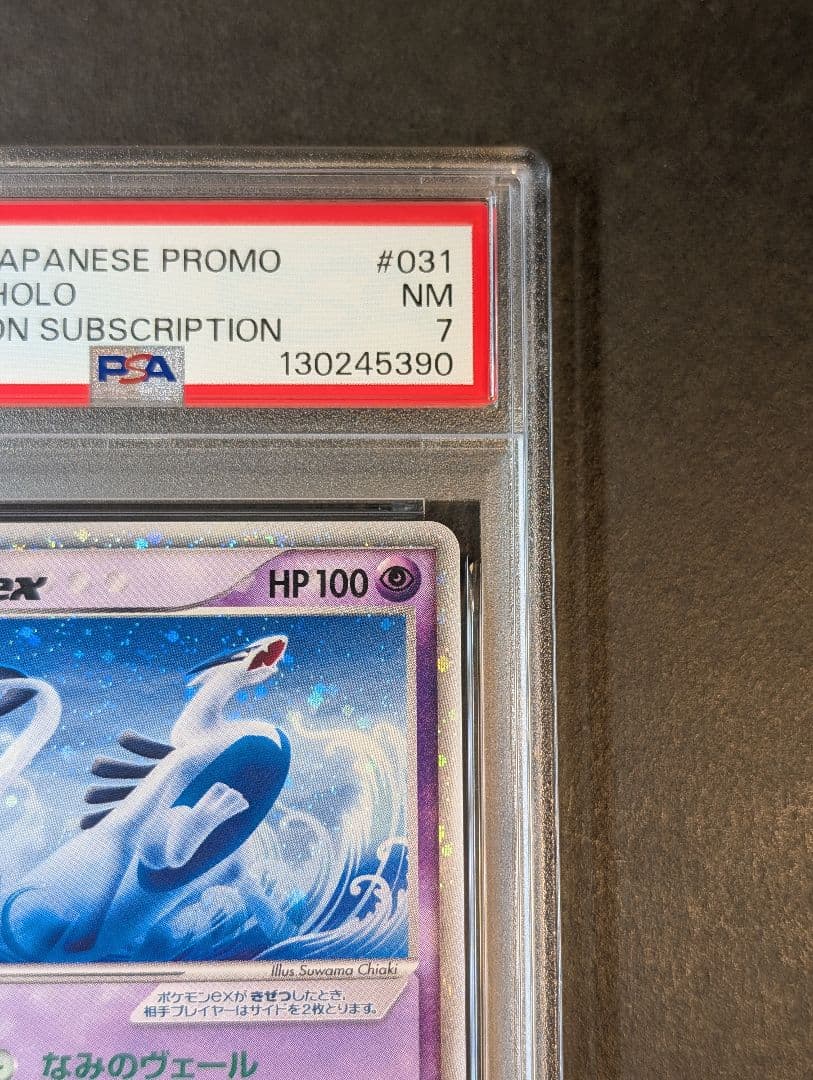 APANESE PROMO #031
HOLO NM
ON SUBSCRIPTION 7
PSA 130245390
ex HP100
Illus. Suwama Chiaki
ポケモンexが きぜつしたとき、
相手プレイヤーはサイドを2枚とります。
なみのヴェール